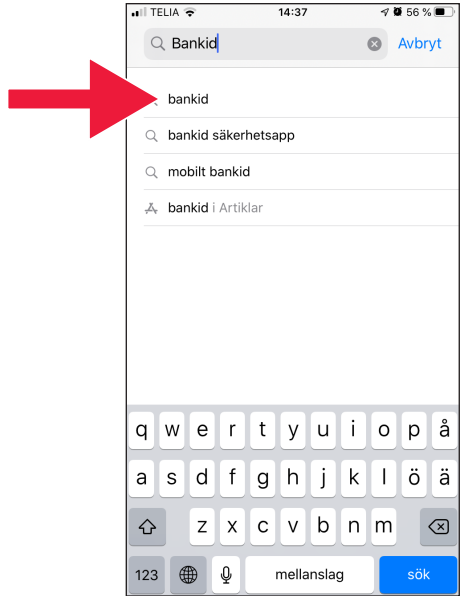 TELIA 14:37 56 %
Bankid Avbryt
bankid
bankid säkerhetsapp
mobilt bankid
bankid i Artiklar
q w e r t y u i o p å
a s d f g h j k l ö ä
z x c v b n m
123 mellanslag sök